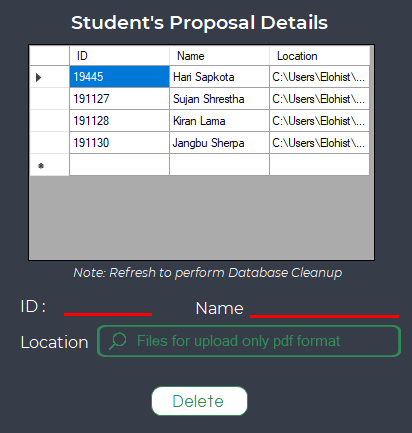 Student's Proposal Details
ID Name Location
19445 Hari Sapkota C:\Users\Elohist\...
191127 Sujan Shrestha C:\Users\Elohist\...
191128 Kiran Lama C:\Users\Elohist\...
191130 Jangbu Sherpa C:\Users\Elohist\...
Note: Refresh to perform Database Cleanup
ID : Name
Location Files for upload only pdf format
Delete